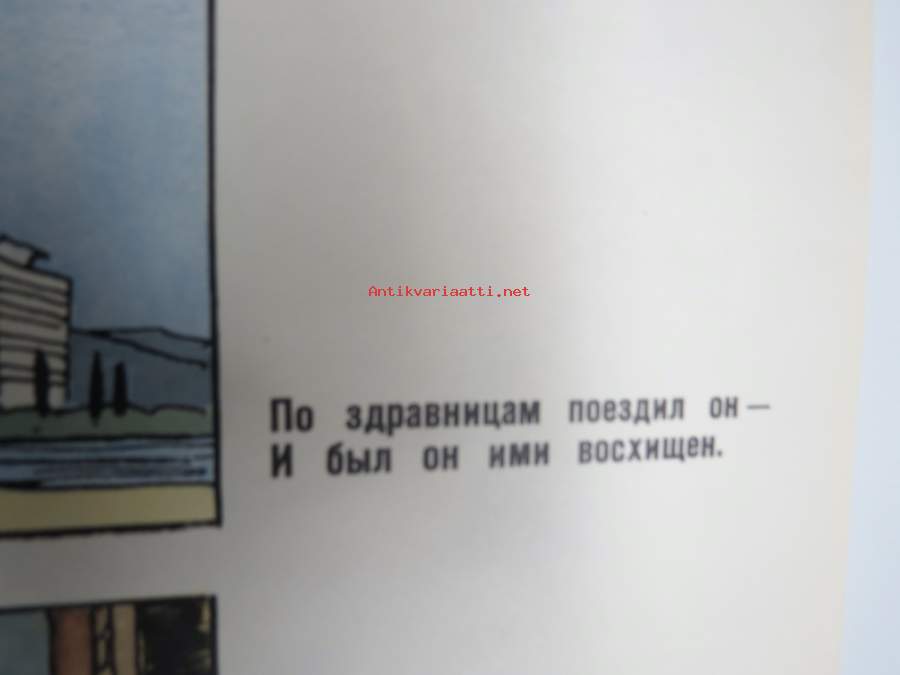 Antikvariaatti.net
По здравницам поездил он —
И был он ими восхищен.